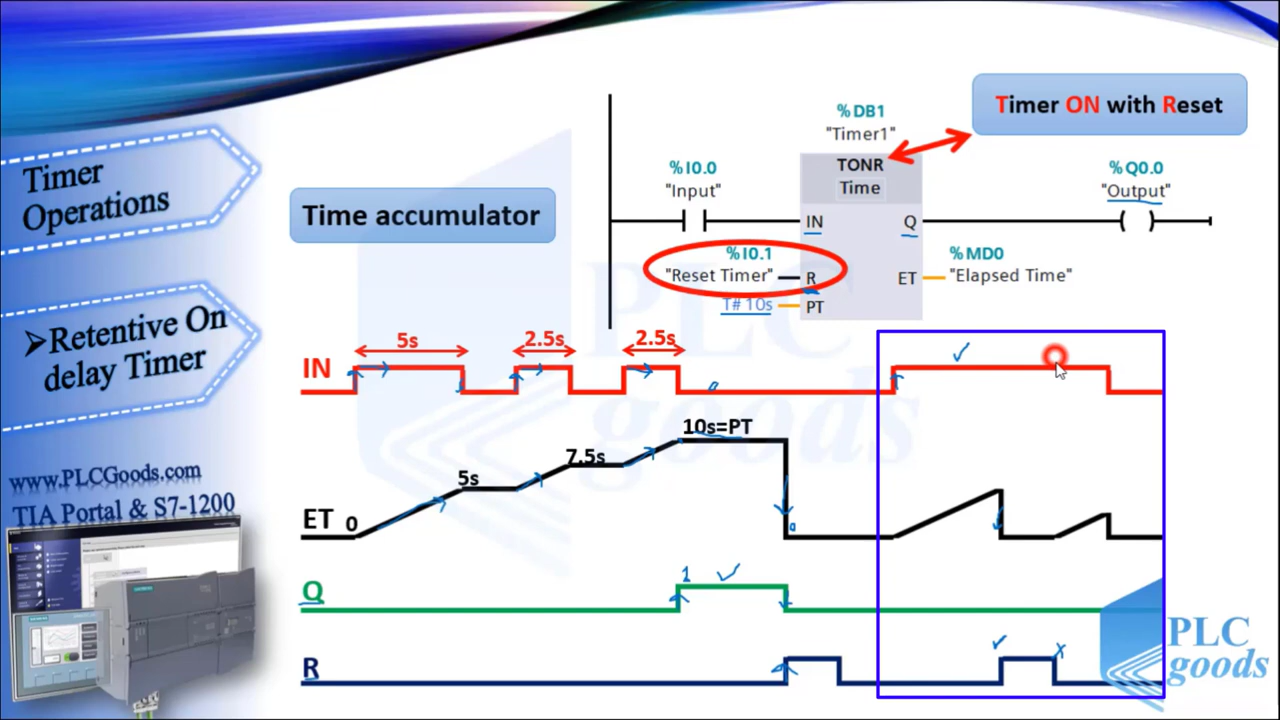 Timer ON with Reset
%DB1
"Timer1"
TONR
Time
%I0.0
"Input"
%Q0.0
"Output"
IN
Q
%I0.1
"Reset Timer"
R
%MD0
ET
"Elapsed Time"
T# 10s
PT
Timer
Operations
Time accumulator
➤Retentive On
delay Timer
www.PLCGoods.com
TIA Portal & S7-1200
5s
2.5s
2.5s
IN
10s=PT
7.5s
5s
ET 0
1
Q
R
PLC
goods
PLC
goods